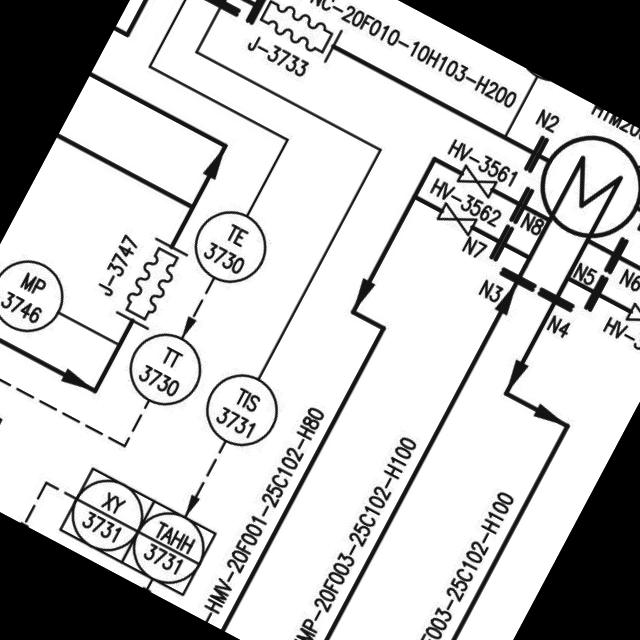 NC-20F010-10H103-H200
J-3733
N2
HV-3561
HV-3562
N8
N7
N3
N4
N5
N6
TE
3730
J-3747
MP
3746
TT
3730
TIS
3731
XY
3731
TAHH
3731
HMV-20F001-25C102-H80
MP-20F003-25C102-H100
F003-25C102-H100